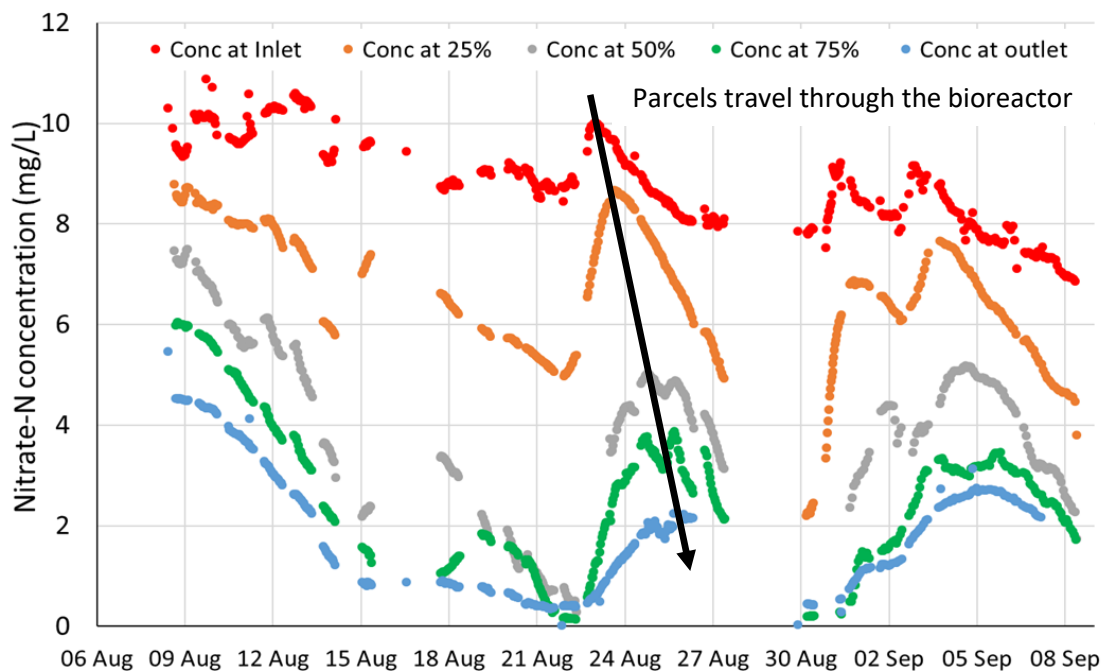 12
Conc at Inlet Conc at 25% Conc at 50% Conc at 75% Conc at outlet
Parcels travel through the bioreactor
10
8
6
4
2
0
Nitrate-N concentration (mg/L)
06 Aug 09 Aug 12 Aug 15 Aug 18 Aug 21 Aug 24 Aug 27 Aug 30 Aug 02 Sep 05 Sep 08 Sep